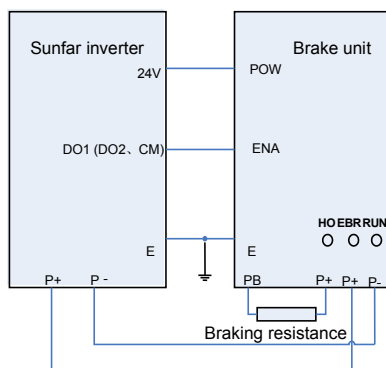 Sunfar inverter
Brake unit
24V
POW
DO1 (DO2、CM)
ENA
HO EBR RUN
E
E
P+
P -
PB
P+
P+
P-
Braking resistance